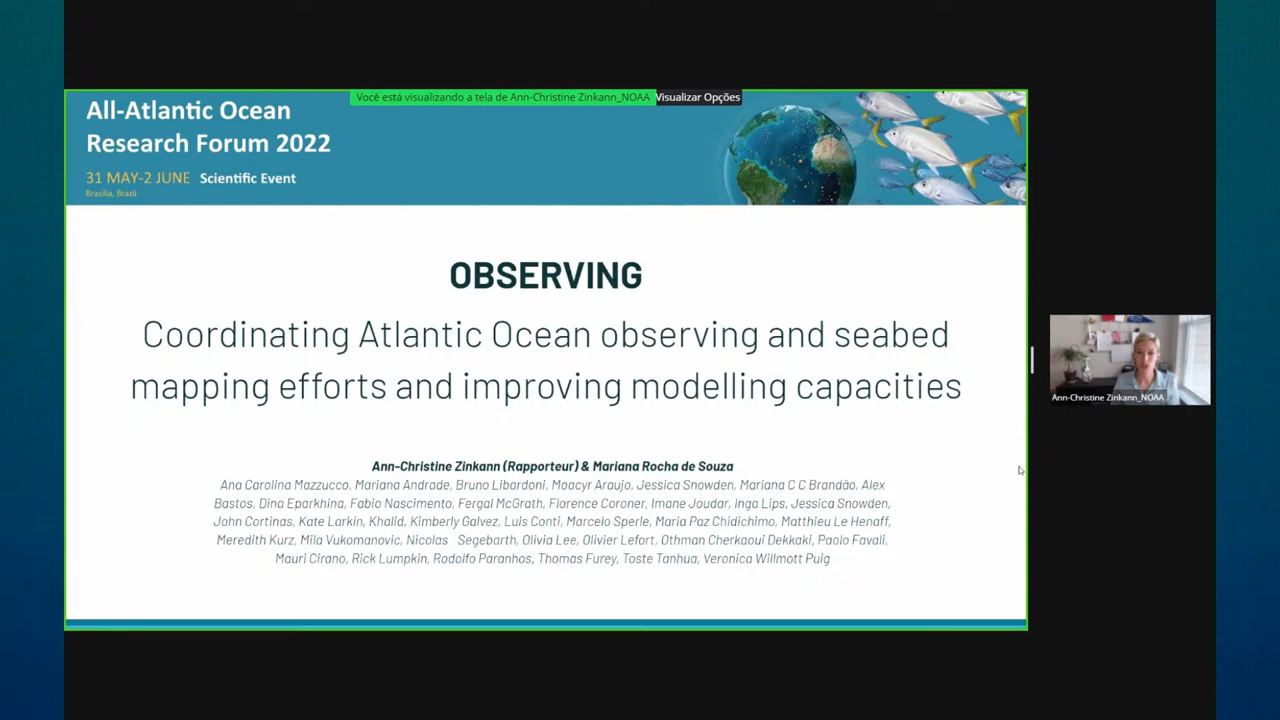 Você está visualizando a tela de Ann-Christine Zinkann_NOAA Visualizar Opções
All-Atlantic Ocean
Research Forum 2022
31 MAY-2 JUNE Scientific Event
Brasília, Brazil
OBSERVING
Coordinating Atlantic Ocean observing and seabed
mapping efforts and improving modelling capacities
Ann-Christine Zinkann (Rapporteur) & Mariana Rocha de Souza
Ana Carolina Mazzucco, Mariana Andrade, Bruno Libardoni, Moacyr Araujo, Jessica Snowden, Mariana C C Brandão, Alex
Bastos, Dina Eparkhina, Fabio Nascimento, Fergal McGrath, Florence Coroner, Imane Joudar, Inga Lips, Jessica Snowden,
John Cortinas, Kate Larkin, Khalid, Kimberly Galvez, Luis Conti, Marcelo Sperle, Maria Paz Chidichimo, Matthieu Le Henaff,
Meredith Kurz, Mila Vukomanovic, Nicolas Segebarth, Olivia Lee, Olivier Lefort, Othman Cherkaoui Dekkaki, Paolo Favali,
Mauri Cirano, Rick Lumpkin, Rodolfo Paranhos, Thomas Furey, Toste Tanhua, Veronica Willmott Puig
Ann-Christine Zinkann_NOAA